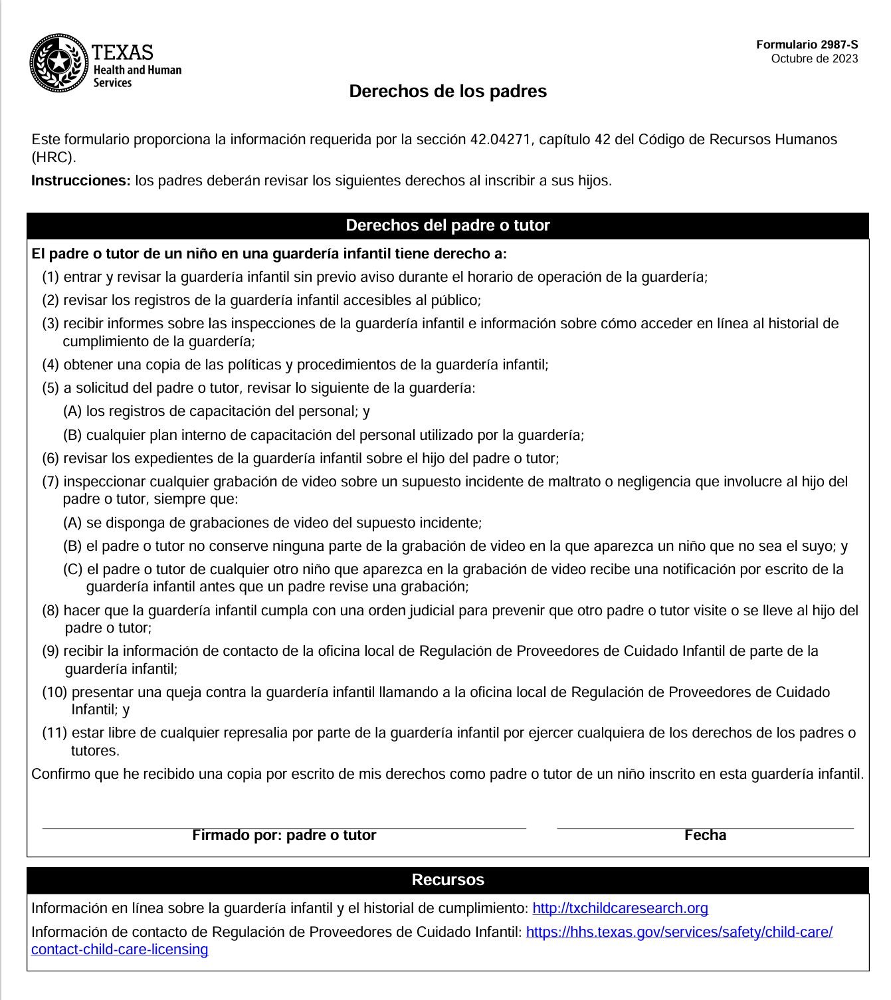 TEXAS
Health and Human
Services
Formulario 2987-S
Octubre de 2023
Derechos de los padres
Este formulario proporciona la información requerida por la sección 42.04271, capítulo 42 del Código de Recursos Humanos
(HRC).
Instrucciones: los padres deberán revisar los siguientes derechos al inscribir a sus hijos.
Derechos del padre o tutor
El padre o tutor de un niño en una guardería infantil tiene derecho a:
(1) entrar y revisar la guardería infantil sin previo aviso durante el horario de operación de la guardería;
(2) revisar los registros de la guardería infantil accesibles al público;
(3) recibir informes sobre las inspecciones de la guardería infantil e información sobre cómo acceder en línea al historial de
cumplimiento de la guardería;
(4) obtener una copia de las políticas y procedimientos de la guardería infantil;
(5) a solicitud del padre o tutor, revisar lo siguiente de la guardería:
(A) los registros de capacitación del personal; y
(B) cualquier plan interno de capacitación del personal utilizado por la guardería;
(6) revisar los expedientes de la guardería infantil sobre el hijo del padre o tutor;
(7) inspeccionar cualquier grabación de video sobre un supuesto incidente de maltrato o negligencia que involucre al hijo del
padre o tutor, siempre que:
(A) se disponga de grabaciones de video del supuesto incidente;
(B) el padre o tutor no conserve ninguna parte de la grabación de video en la que aparezca un niño que no sea el suyo; y
(C) el padre o tutor de cualquier otro niño que aparezca en la grabación de video recibe una notificación por escrito de la
guardería infantil antes que un padre revise una grabación;
(8) hacer que la guardería infantil cumpla con una orden judicial para prevenir que otro padre o tutor visite o se lleve al hijo del
padre o tutor;
(9) recibir la información de contacto de la oficina local de Regulación de Proveedores de Cuidado Infantil de parte de la
guardería infantil;
(10) presentar una queja contra la guardería infantil llamando a la oficina local de Regulación de Proveedores de Cuidado
Infantil; y
(11) estar libre de cualquier represalia por parte de la guardería infantil por ejercer cualquiera de los derechos de los padres o
tutores.
Confirmo que he recibido una copia por escrito de mis derechos como padre o tutor de un niño inscrito en esta guardería infantil.
Firmado por: padre o tutor
Fecha
Recursos
Información en línea sobre la guardería infantil y el historial de cumplimiento: http://txchildcaresearch.org
Información de contacto de Regulación de Proveedores de Cuidado Infantil: https://hhs.texas.gov/services/safety/child-care/
contact-child-care-licensing